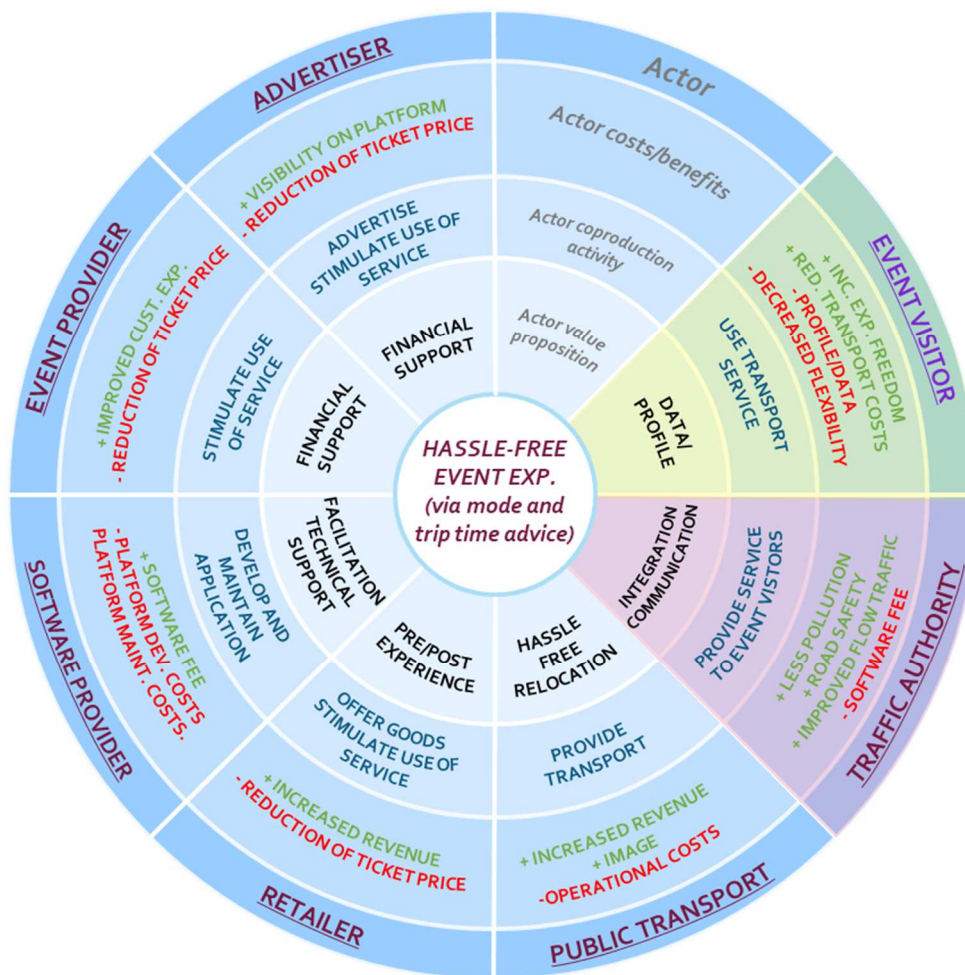 Actor
Actor costs/benefits
Actor coproduction
activity
Actor value
proposition
EVENT VISITOR
+ INC. EXP. FREEDOM
+ RED. TRANSPORT COSTS
- PROFILE/DATA
- DECREASED FLEXIBILITY
USE TRANSPORT
SERVICE
DATA/
PROFILE
TRAFFIC AUTHORITY
+ LESS POLLUTION
+ ROAD SAFETY
+ IMPROVED FLOW TRAFFIC
- SOFTWARE FEE
PROVIDE SERVICE
TO EVENT VISTORS
INTEGRATION
COMMUNICATION
PUBLIC TRANSPORT
+ INCREASED REVENUE
+ IMAGE
-OPERATIONAL COSTS
PROVIDE
TRANSPORT
HASSLE
FREE
RELOCATION
RETAILER
+ INCREASED REVENUE
- REDUCTION OF TICKET PRICE
OFFER GOODS
STIMULATE USE OF
SERVICE
PRE/POST
EXPERIENCE
SOFTWARE PROVIDER
+ SOFTWARE FEE
- PLATFORM DEV. COSTS
PLATFORM MAINT. COSTS.
DEVELOP AND
MAINTAIN
APPLICATION
FACILITATION
TECHNICAL
SUPPORT
EVENT PROVIDER
+ IMPROVED CUST. EXP.
- REDUCTION OF TICKET PRICE
STIMULATE USE
OF SERVICE
FINANCIAL
SUPPORT
ADVERTISER
+ VISIBILITY ON PLATFORM
- REDUCTION OF TICKET PRICE
ADVERTISE
STIMULATE USE OF
SERVICE
FINANCIAL
SUPPORT
HASSLE-FREE
EVENT EXP.
(via mode and
trip time advice)